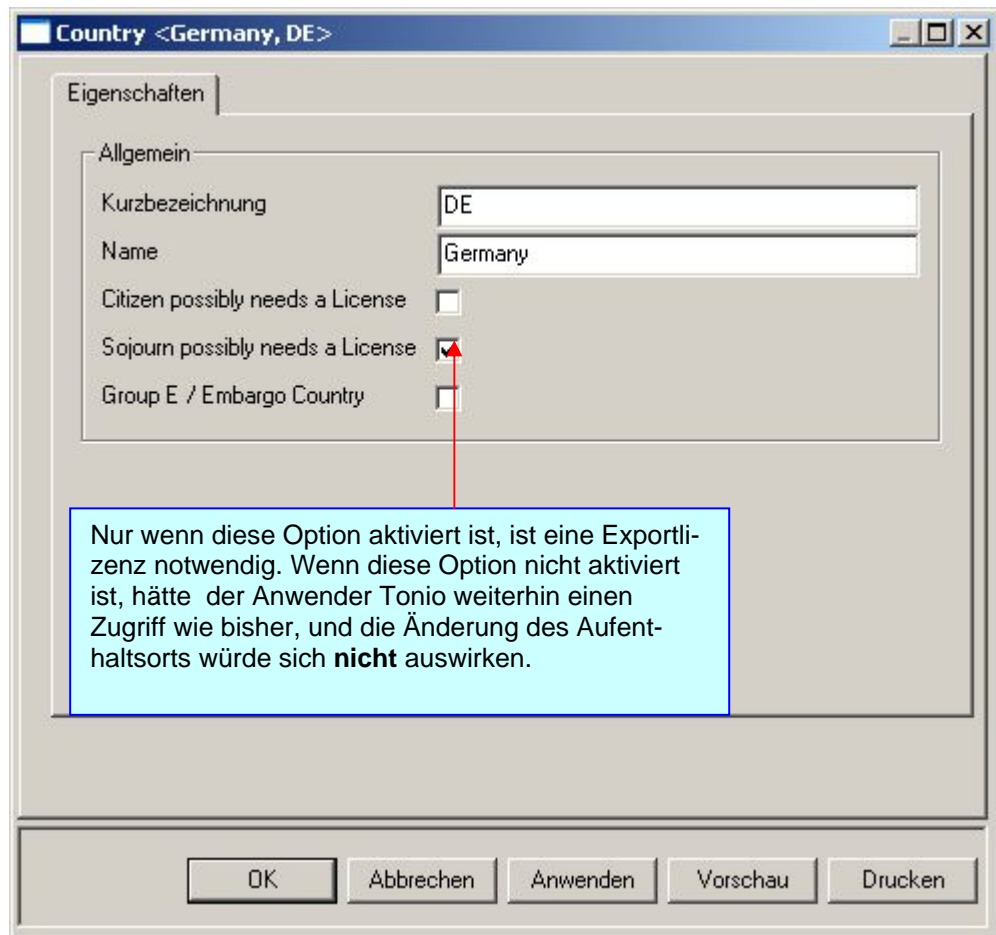 Country <Germany, DE>
Eigenschaften
Allgemein
Kurzbezeichnung DE
Name Germany
Citizen possibly needs a License
Sojourn possibly needs a License
Group E / Embargo Country
Nur wenn diese Option aktiviert ist, ist eine Exportli-
zenz notwendig. Wenn diese Option nicht aktiviert
ist, hätte der Anwender Tonio weiterhin einen
Zugriff wie bisher, und die Änderung des Aufent-
haltsorts würde sich nicht auswirken.
OK Abbrechen Anwenden Vorschau Drucken